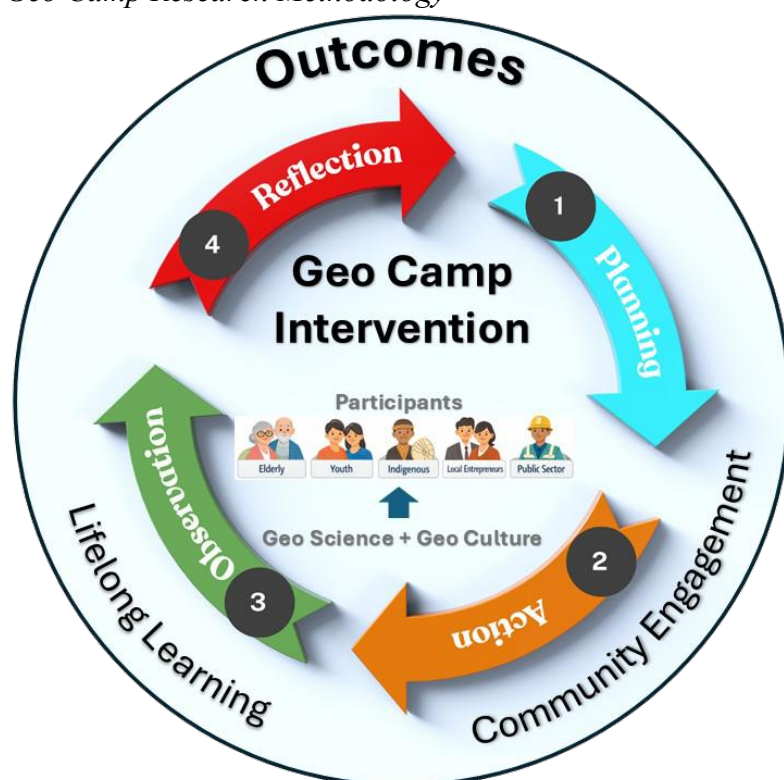 Geo Camp Research Methodology
Outcomes
Reflection
4
1
Planning
Geo Camp
Intervention
Participants
Elderly
Youth
Indigenous
Local Entrepreneurs
Public Sector
Geo Science + Geo Culture
Observation
3
2
Action
Lifelong Learning
Community Engagement